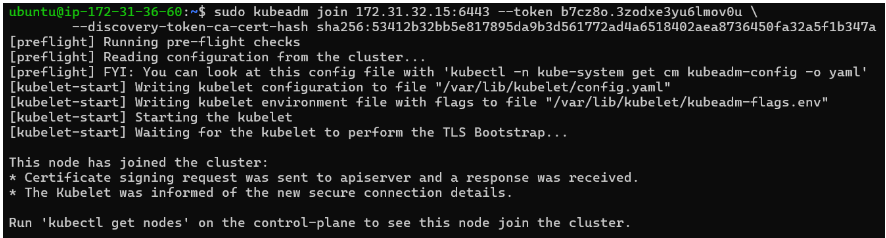 ubuntu@ip-172-31-36-60:~$ sudo kubeadm join 172.31.32.15:6443 --token b7cz8o.3zodxe3yu6lmov0u \
        --discovery-token-ca-cert-hash sha256:53412b32bb5e817895da9b3d561772ad4a6518402aea8736450fa32a5f1b347a
[preflight] Running pre-flight checks
[preflight] Reading configuration from the cluster...
[preflight] FYI: You can look at this config file with 'kubectl -n kube-system get cm kubeadm-config -o yaml'
[kubelet-start] Writing kubelet configuration to file "/var/lib/kubelet/config.yaml"
[kubelet-start] Writing kubelet environment file with flags to file "/var/lib/kubelet/kubeadm-flags.env"
[kubelet-start] Starting the kubelet
[kubelet-start] Waiting for the kubelet to perform the TLS Bootstrap...

This node has joined the cluster:
* Certificate signing request was sent to apiserver and a response was received.
* The Kubelet was informed of the new secure connection details.

Run 'kubectl get nodes' on the control-plane to see this node join the cluster.